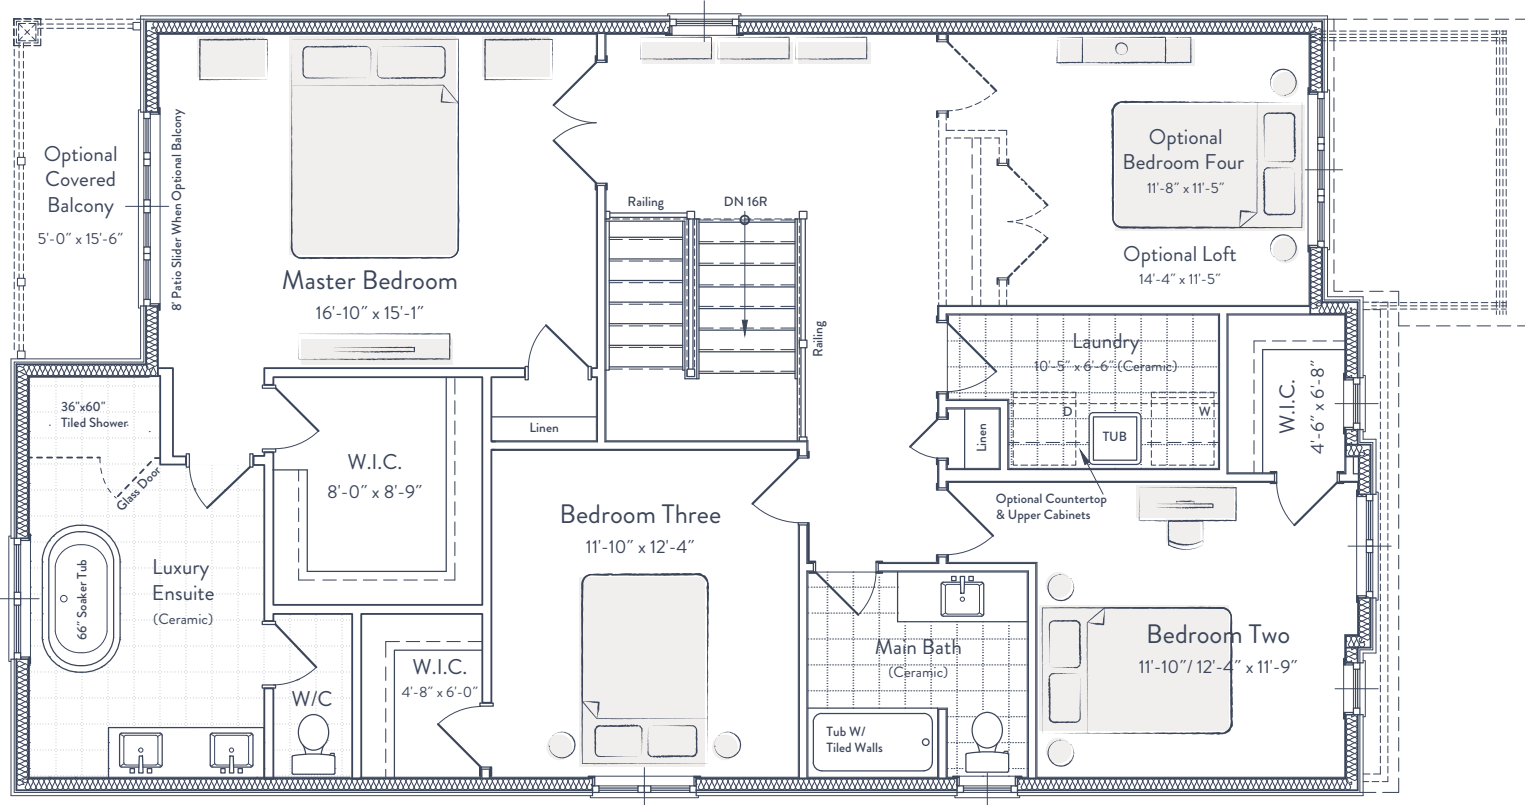 Optional
Covered
Balcony
5'-0" x 15'-6"
8' Patio Slider When Optional Balcony
Master Bedroom
16'-10" x 15'-1"
Railing
DN 16R
Railing
Optional
Bedroom Four
11'-8" x 11'-5"
Optional Loft
14'-4" x 11'-5"
Laundry
10'-5" x 6'-6" (Ceramic)
D
W
TUB
Linen
W.I.C.
4'-6" x 6'-8"
Optional Countertop
& Upper Cabinets
36"x60"
Tiled Shower
Glass Door
Linen
W.I.C.
8'-0" x 8'-9"
Bedroom Three
11'-10" x 12'-4"
66" Soaker Tub
Luxury
Ensuite
(Ceramic)
W/C
W.I.C.
4'-8" x 6'-0"
Main Bath
(Ceramic)
Tub W/
Tiled Walls
Bedroom Two
11'-10"/ 12'-4" x 11'-9"